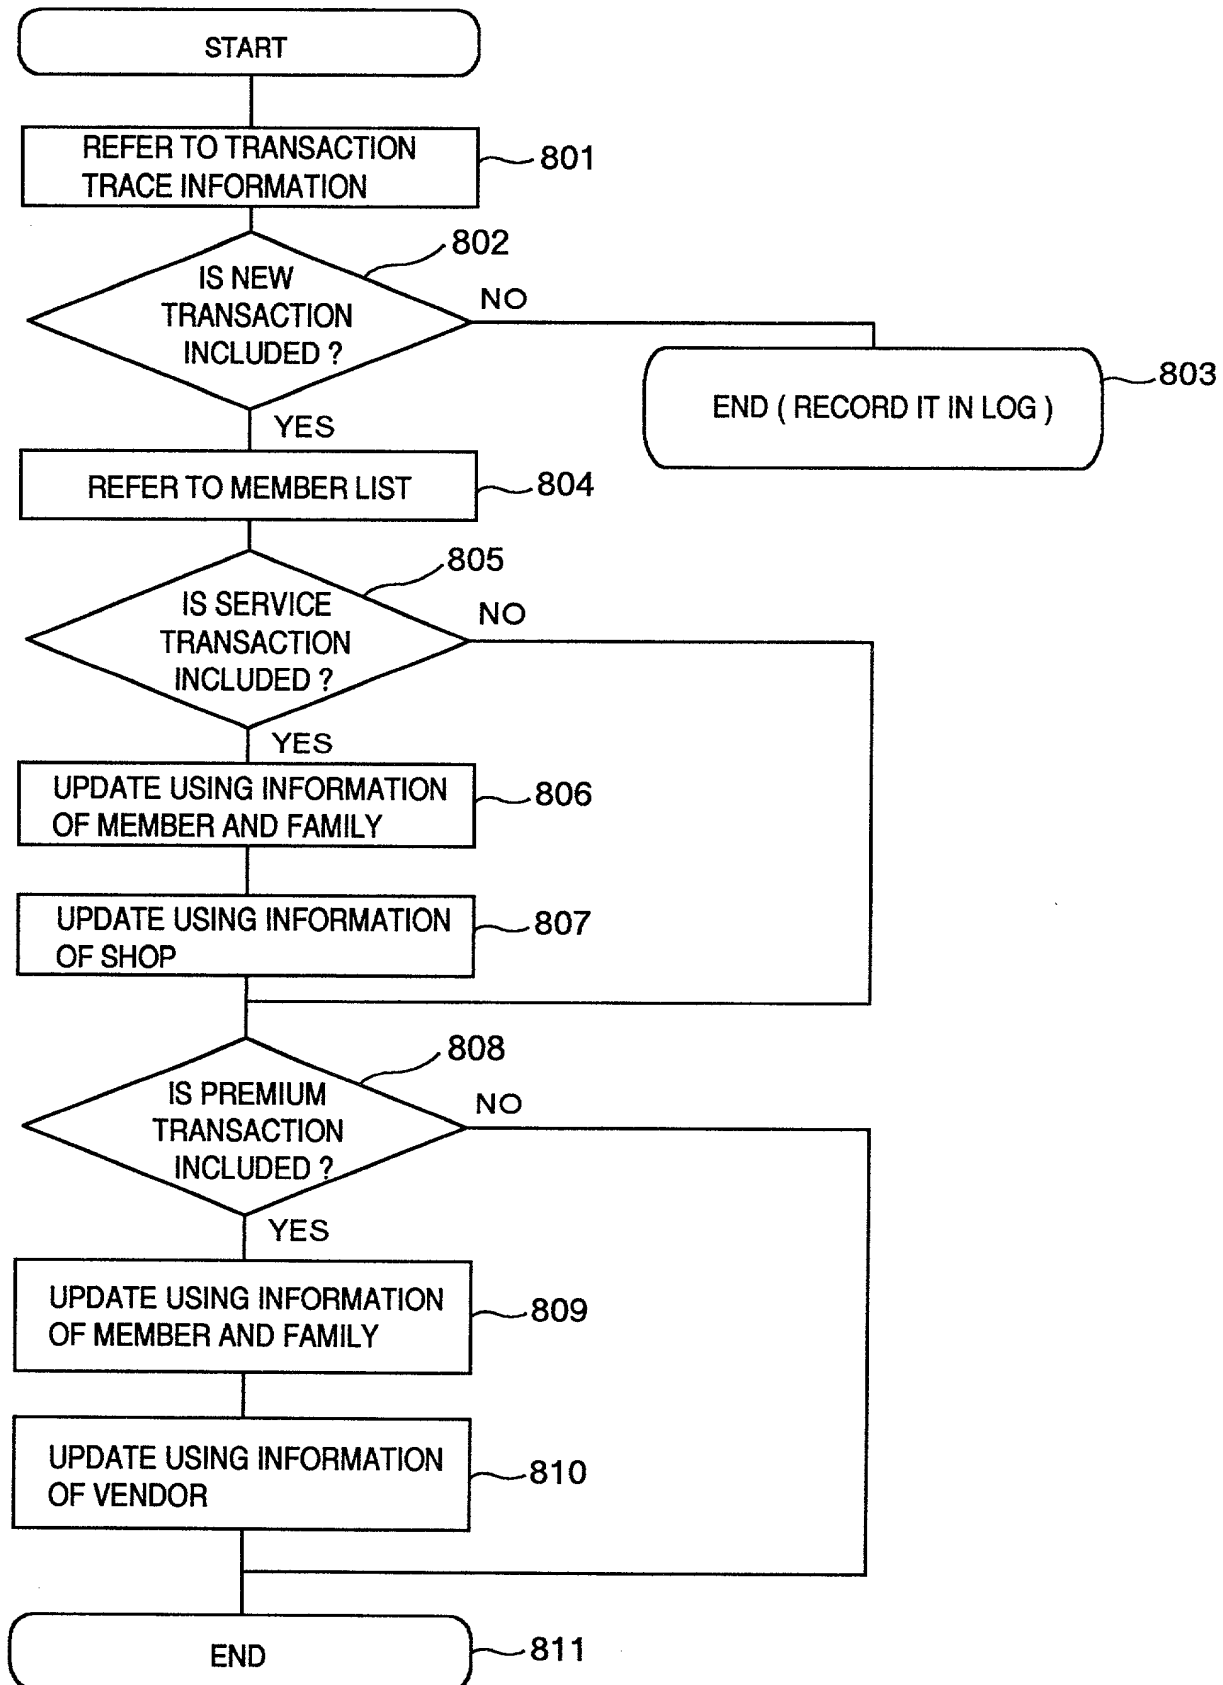 START
REFER TO TRANSACTION
TRACE INFORMATION
801
802
IS NEW
TRANSACTION
INCLUDED ?
NO
803
END ( RECORD IT IN LOG )
YES
REFER TO MEMBER LIST
804
805
IS SERVICE
TRANSACTION
INCLUDED ?
NO
YES
UPDATE USING INFORMATION
OF MEMBER AND FAMILY
806
UPDATE USING INFORMATION
OF SHOP
807
808
IS PREMIUM
TRANSACTION
INCLUDED ?
NO
YES
UPDATE USING INFORMATION
OF MEMBER AND FAMILY
809
UPDATE USING INFORMATION
OF VENDOR
810
END
811